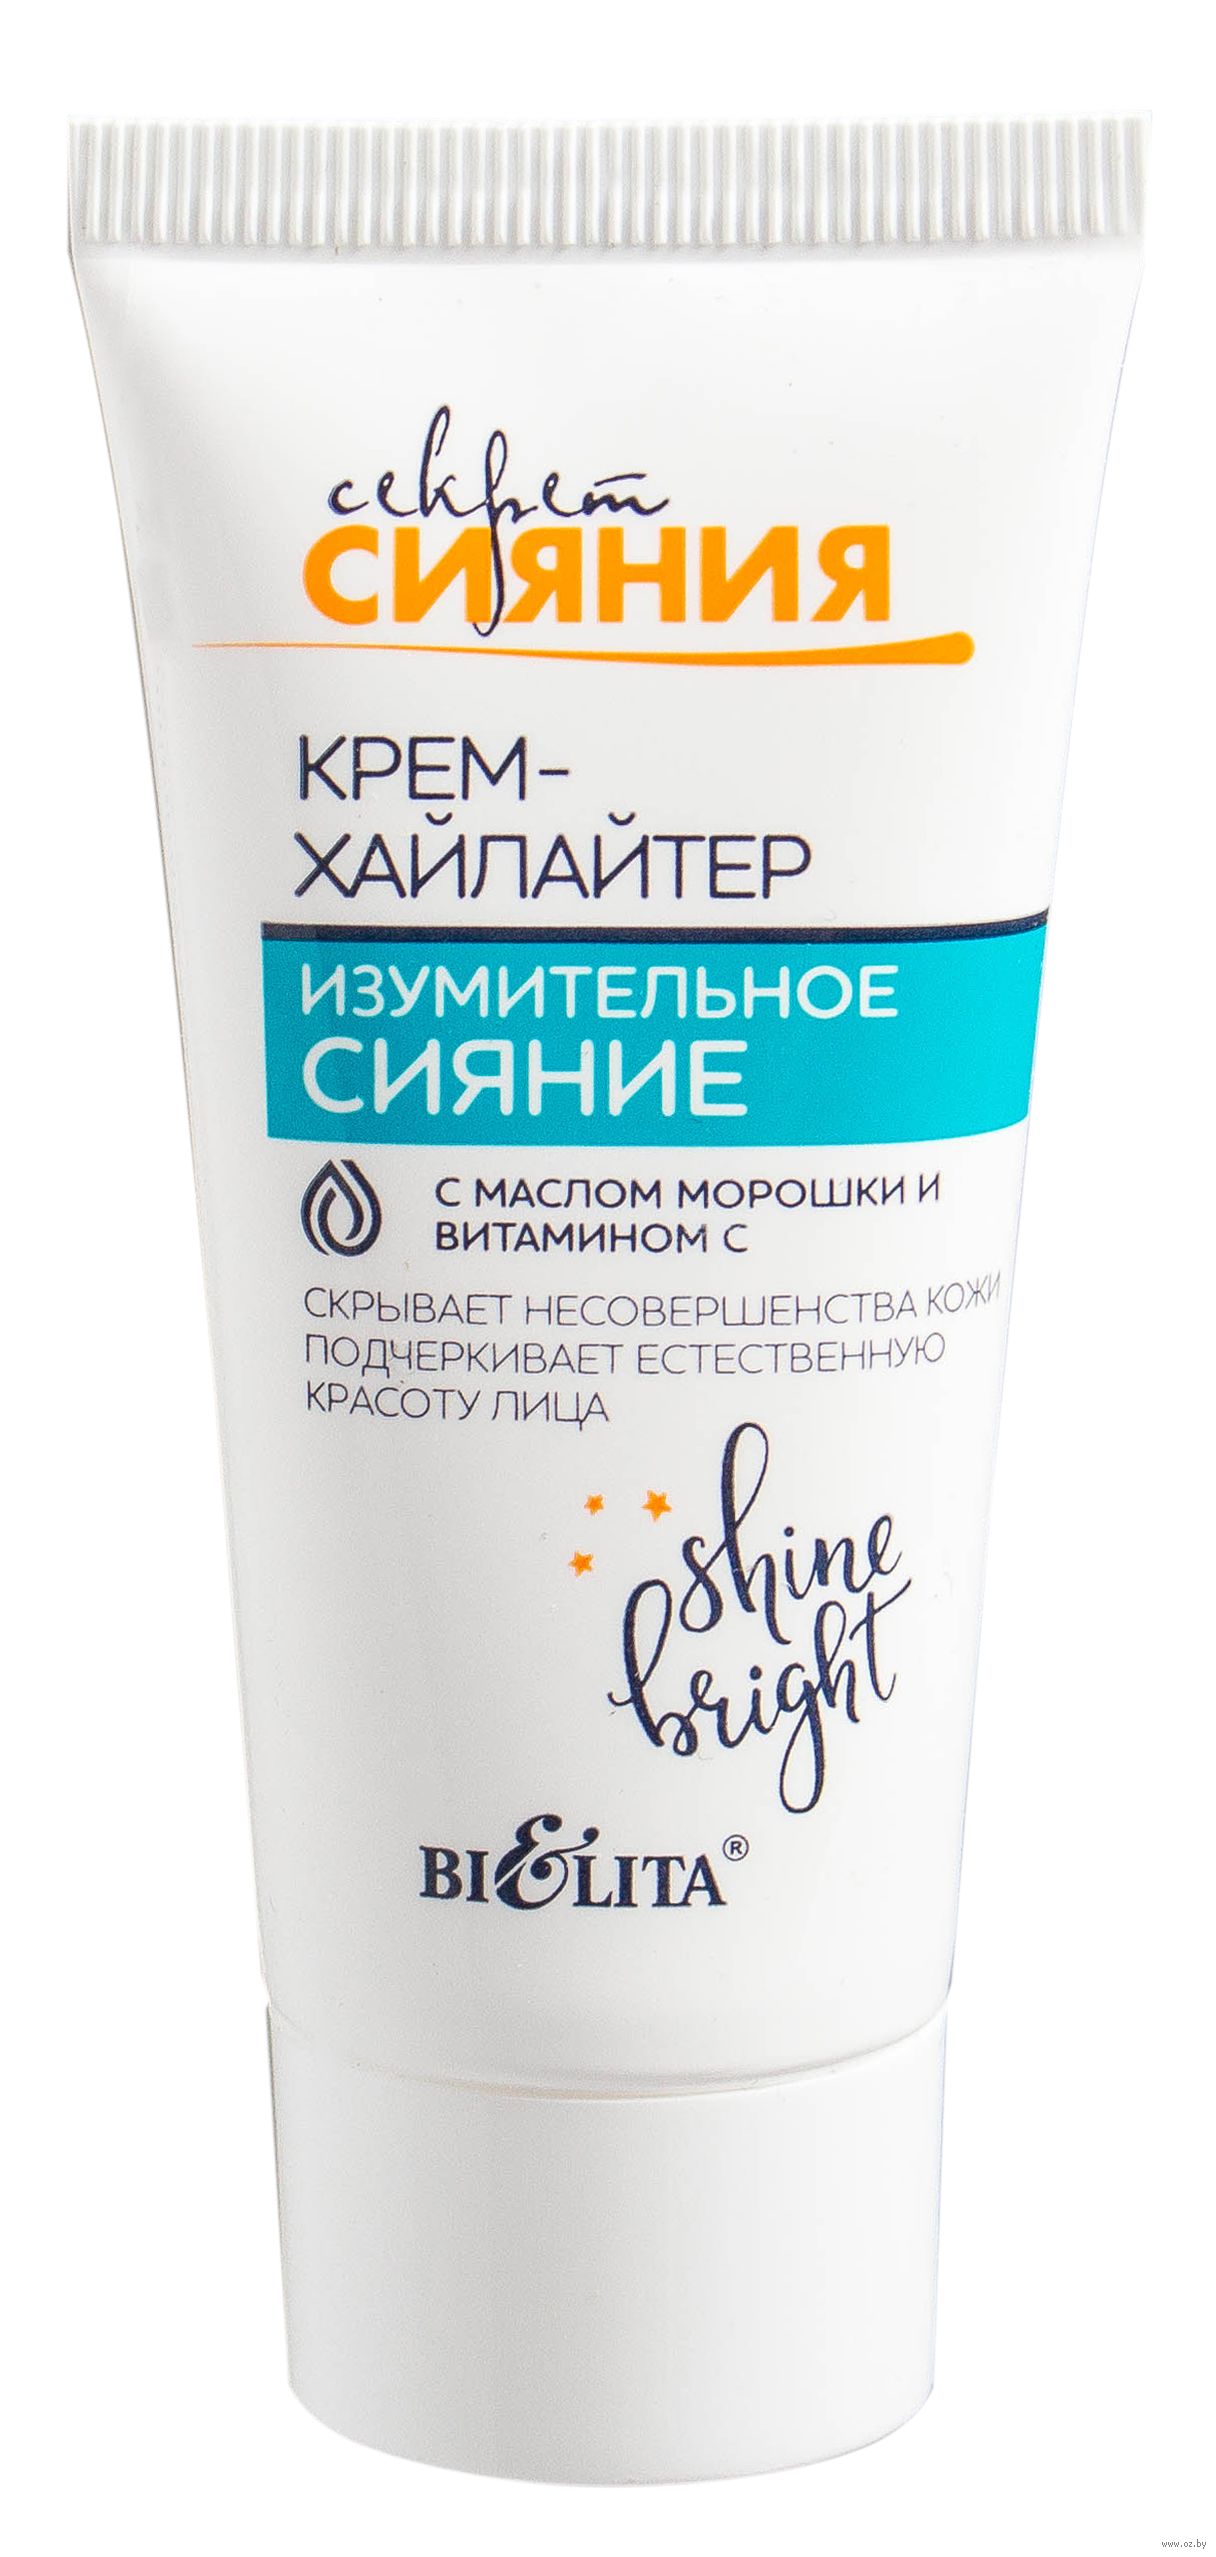 секрет
СИЯНИЯ
КРЕМ-
ХАЙЛАЙТЕР
ИЗУМИТЕЛЬНОЕ
СИЯНИЕ
С МАСЛОМ МОРОШКИ И
ВИТАМИНОМ С
СКРЫВАЕТ НЕСОВЕРШЕНСТВА КОЖИ
ПОДЧЕРКИВАЕТ ЕСТЕСТВЕННУЮ
КРАСОТУ ЛИЦА
shine
bright
BIELITA®
www.oz.by